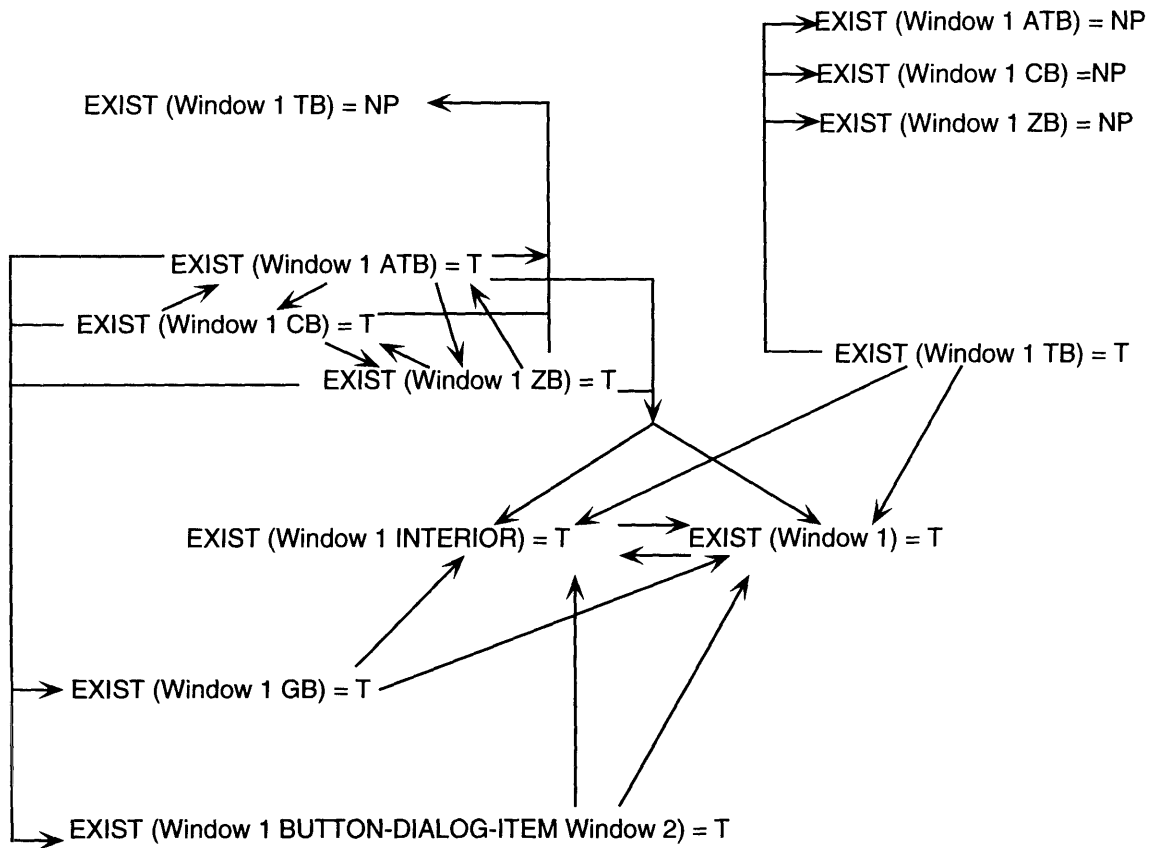 EXIST (Window 1 ATB) = NP
EXIST (Window 1 CB) =NP
EXIST (Window 1 TB) = NP
EXIST (Window 1 ZB) = NP
EXIST (Window 1 ATB) = T
EXIST (Window 1 CB) = T
EXIST (Window 1 TB) = T
EXIST (Window 1 ZB) = T
EXIST (Window 1 INTERIOR) = T
EXIST (Window 1) = T
EXIST (Window 1 GB) = T
EXIST (Window 1 BUTTON-DIALOG-ITEM Window 2) = T